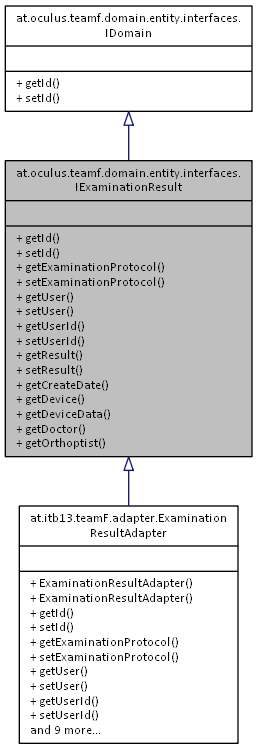 at.oculus.teamf.domain.entity.interfaces.
IDomain
+ getId()
+ setId()
at.oculus.teamf.domain.entity.interfaces.
IExaminationResult
+ getId()
+ setId()
+ getExaminationProtocol()
+ setExaminationProtocol()
+ getUser()
+ setUser()
+ getUserId()
+ setUserId()
+ getResult()
+ setResult()
+ getCreateDate()
+ getDevice()
+ getDeviceData()
+ getDoctor()
+ getOrthoptist()
at.itb13.teamF.adapter.Examination
ResultAdapter
+ ExaminationResultAdapter()
+ ExaminationResultAdapter()
+ getId()
+ setId()
+ getExaminationProtocol()
+ setExaminationProtocol()
+ getUser()
+ setUser()
+ getUserId()
+ setUserId()
and 9 more...